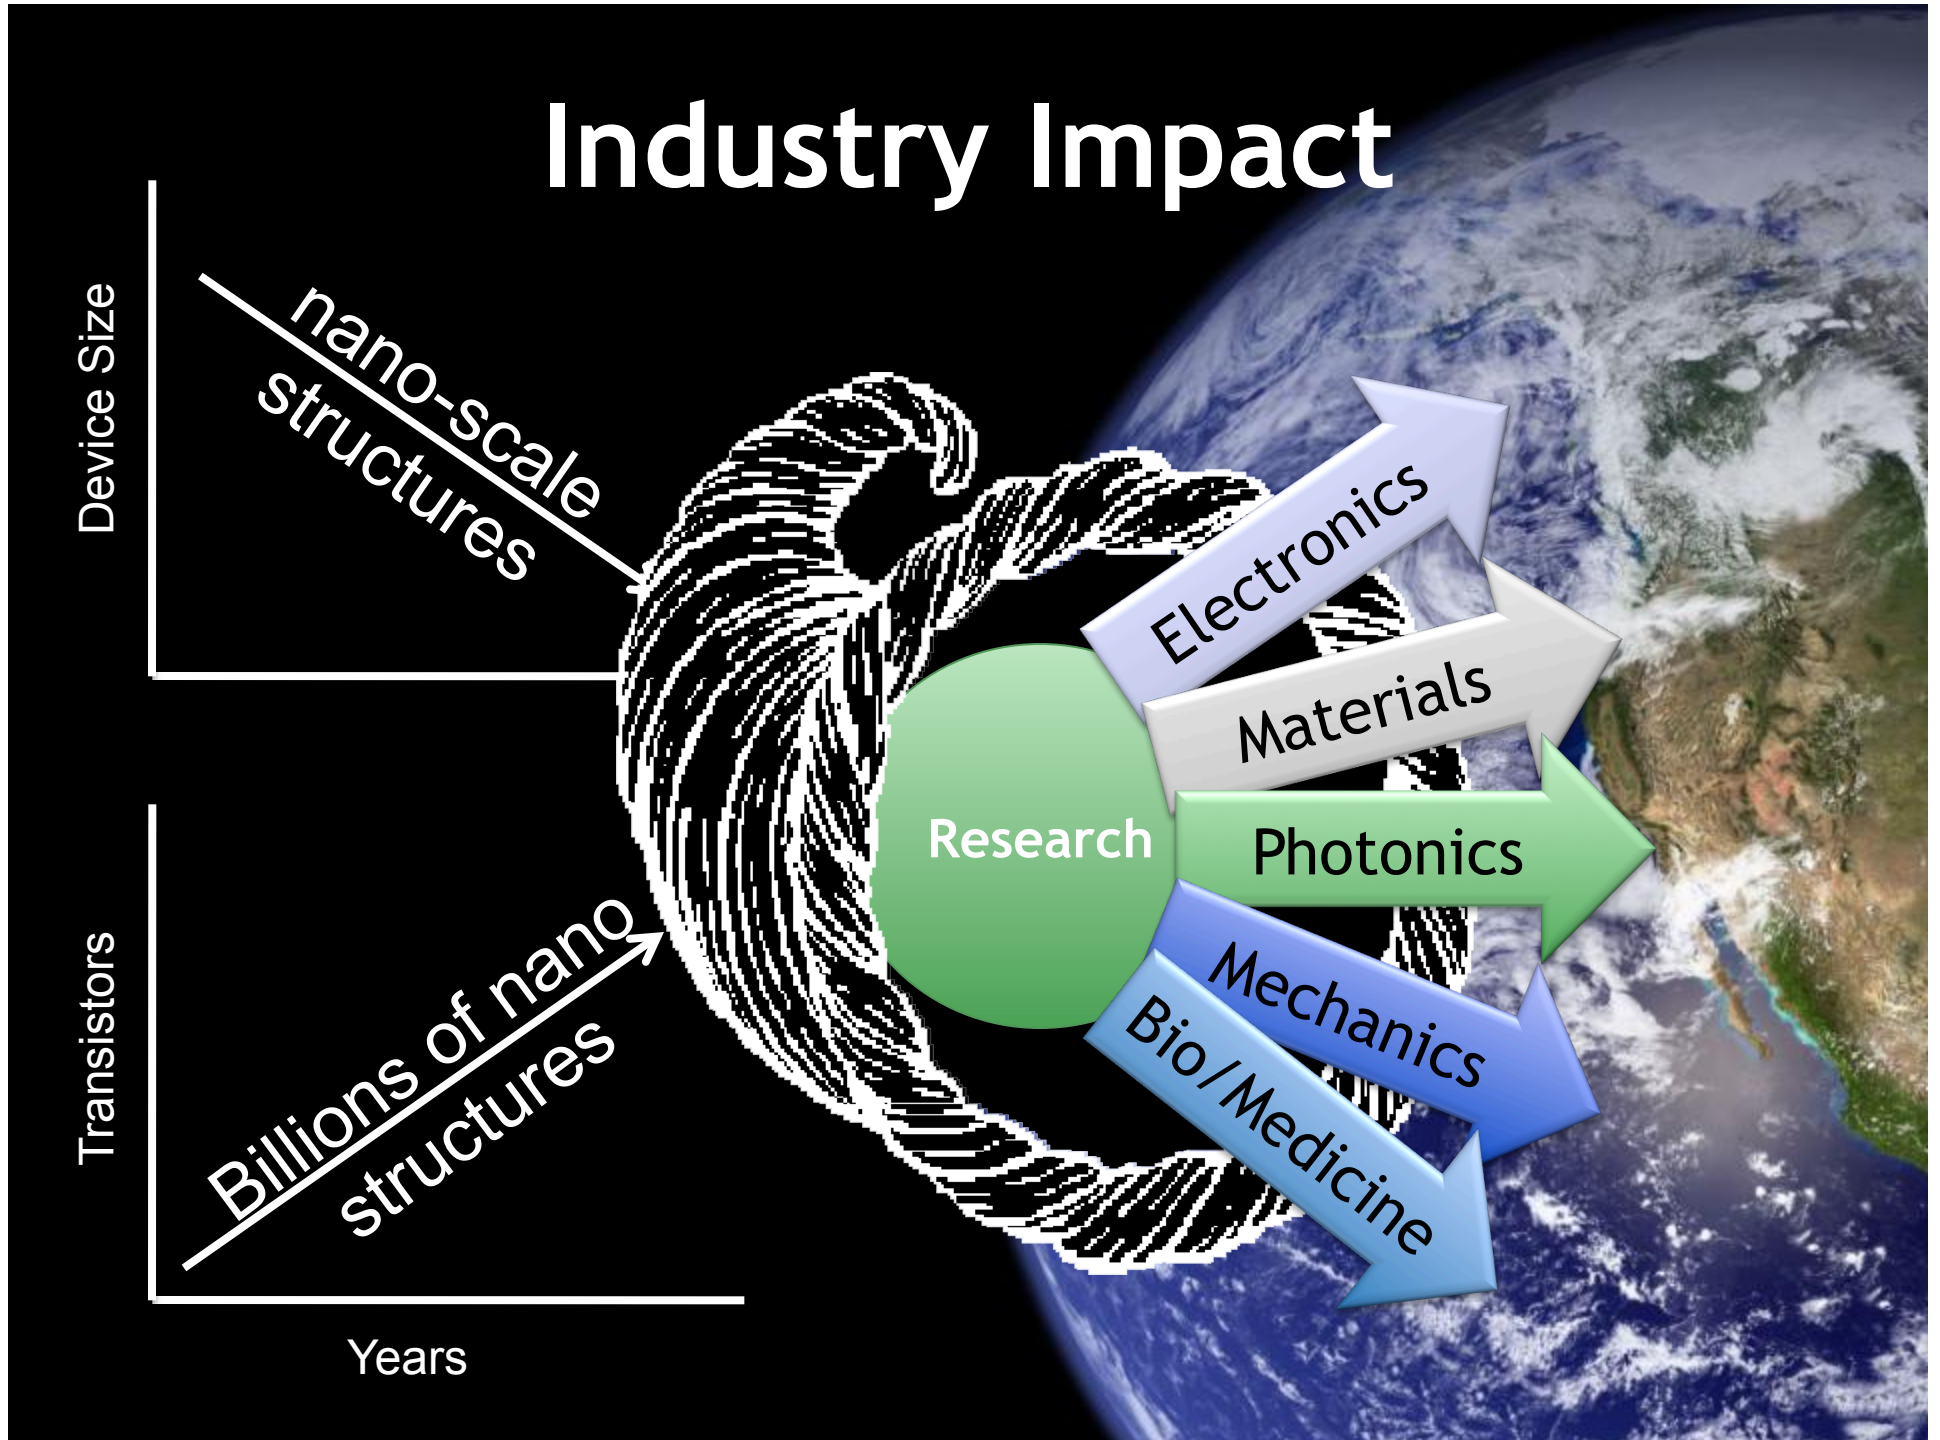 Industry Impact
Device Size
nano-scale
structures
Electronics
Materials
Research
Photonics
Mechanics
Bio/Medicine
Transistors
Billions of nano
structures
Years